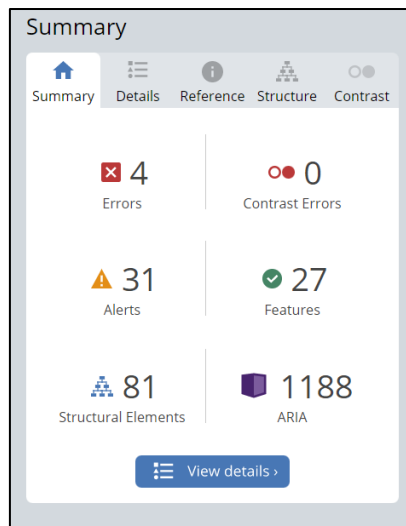 Summary
Summary Details Reference Structure Contrast
4 0
Errors Contrast Errors
31 27
Alerts Features
81 1188
Structural Elements ARIA
View details ›